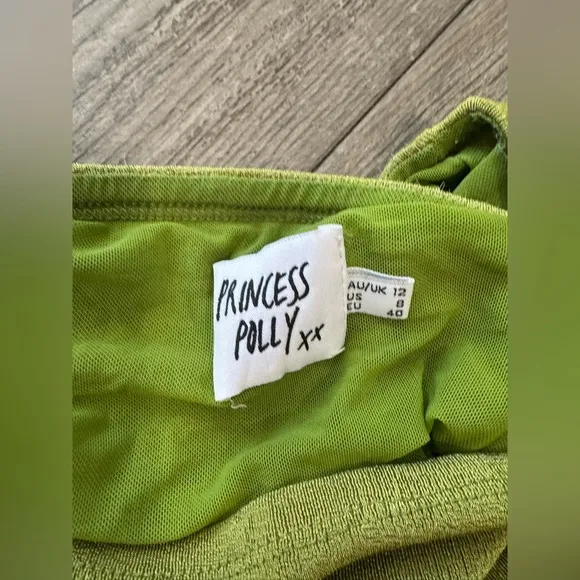 PRINCESS
POLLY xx
AU/UK 12
US 8
EU 40